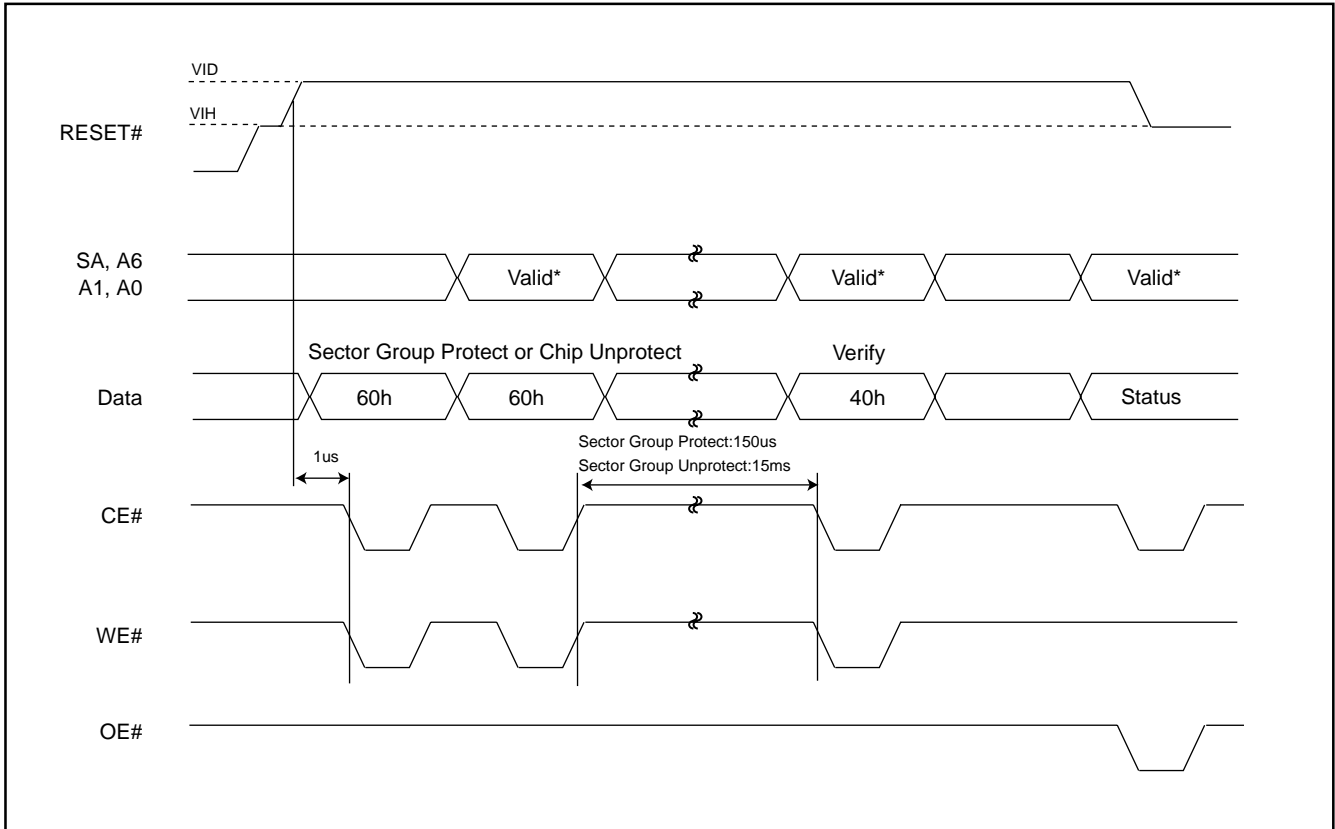 VID
VIH
RESET#
SA, A6
A1, A0
Valid*
Valid*
Valid*
Sector Group Protect or Chip Unprotect
Verify
Data
60h
60h
40h
Status
Sector Group Protect:150us
1us
Sector Group Unprotect:15ms
CE#
WE#
OE#